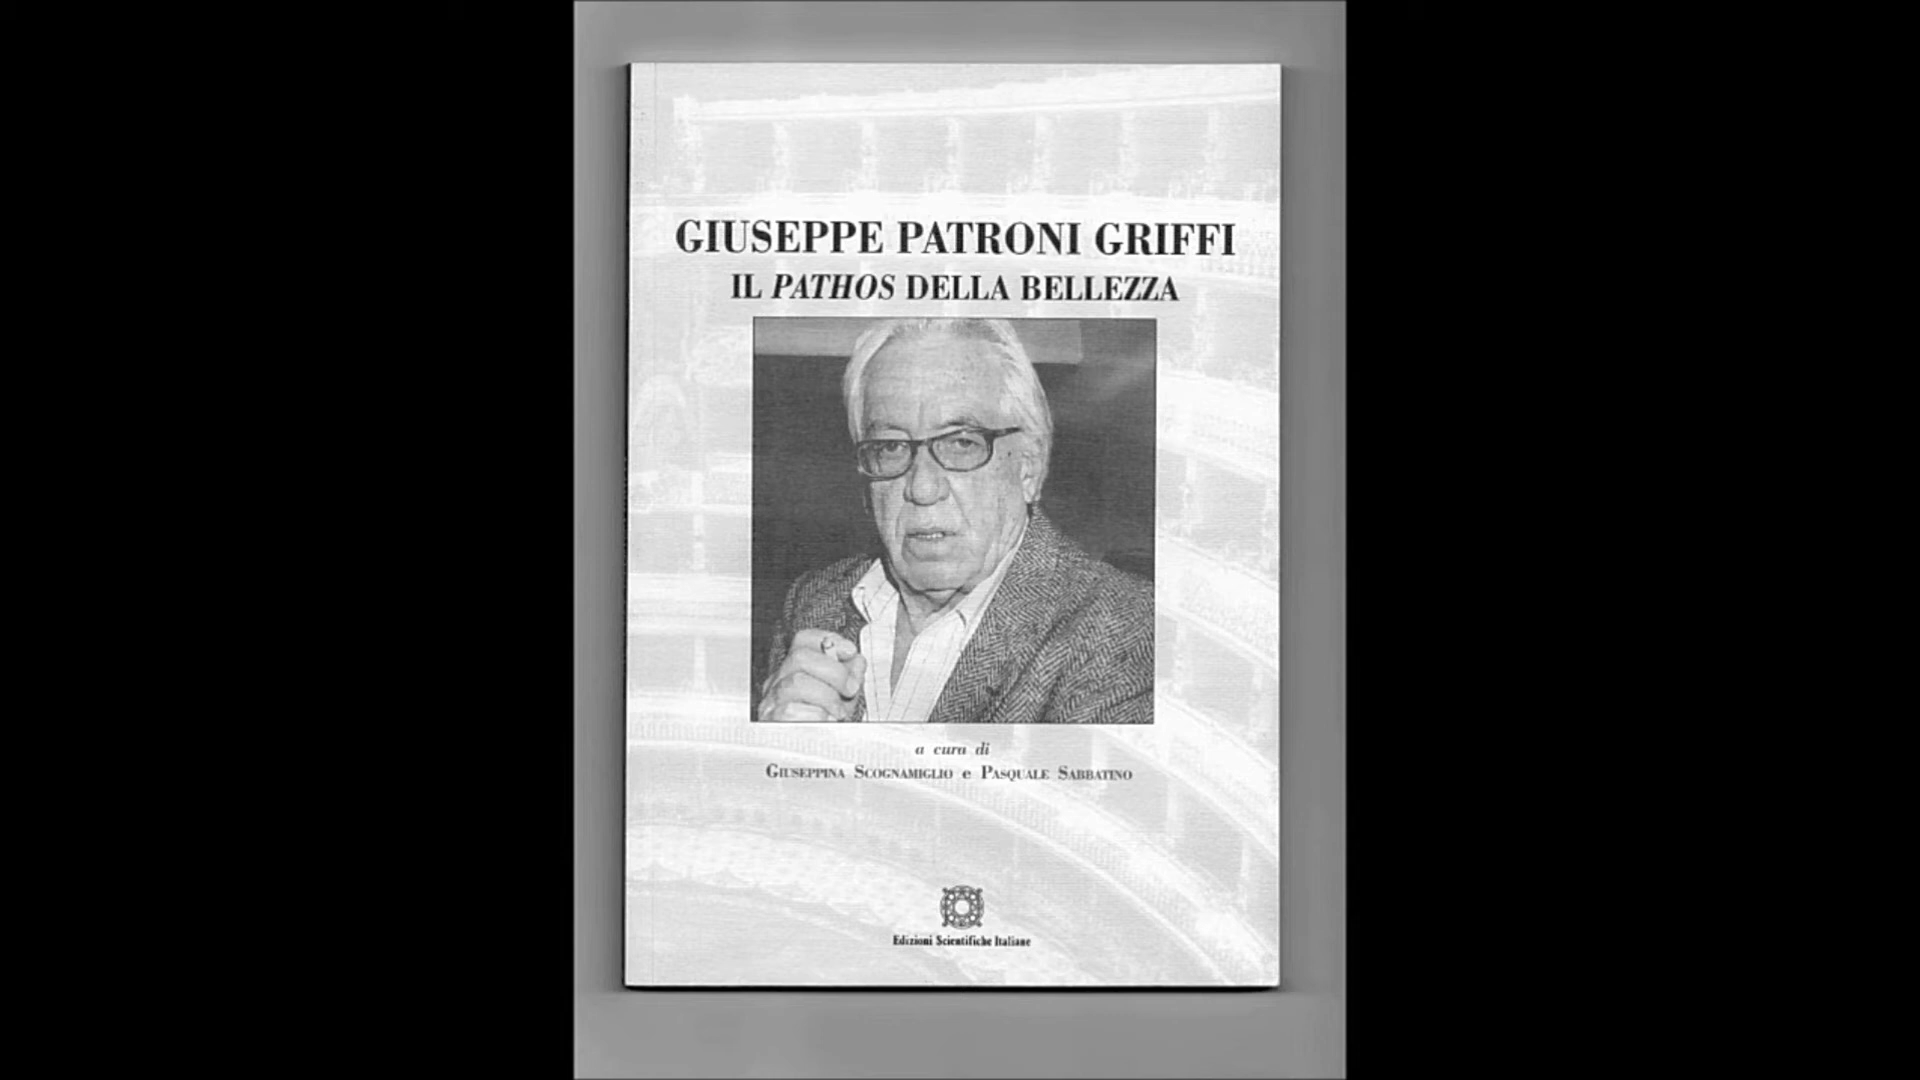 GIUSEPPE PATRONI GRIFFI
IL PATHOS DELLA BELLEZZA
a cura di
GIUSEPPINA SCOGNAMIGLIO e PASQUALE SABBATINO
Edizioni Scientifiche Italiane